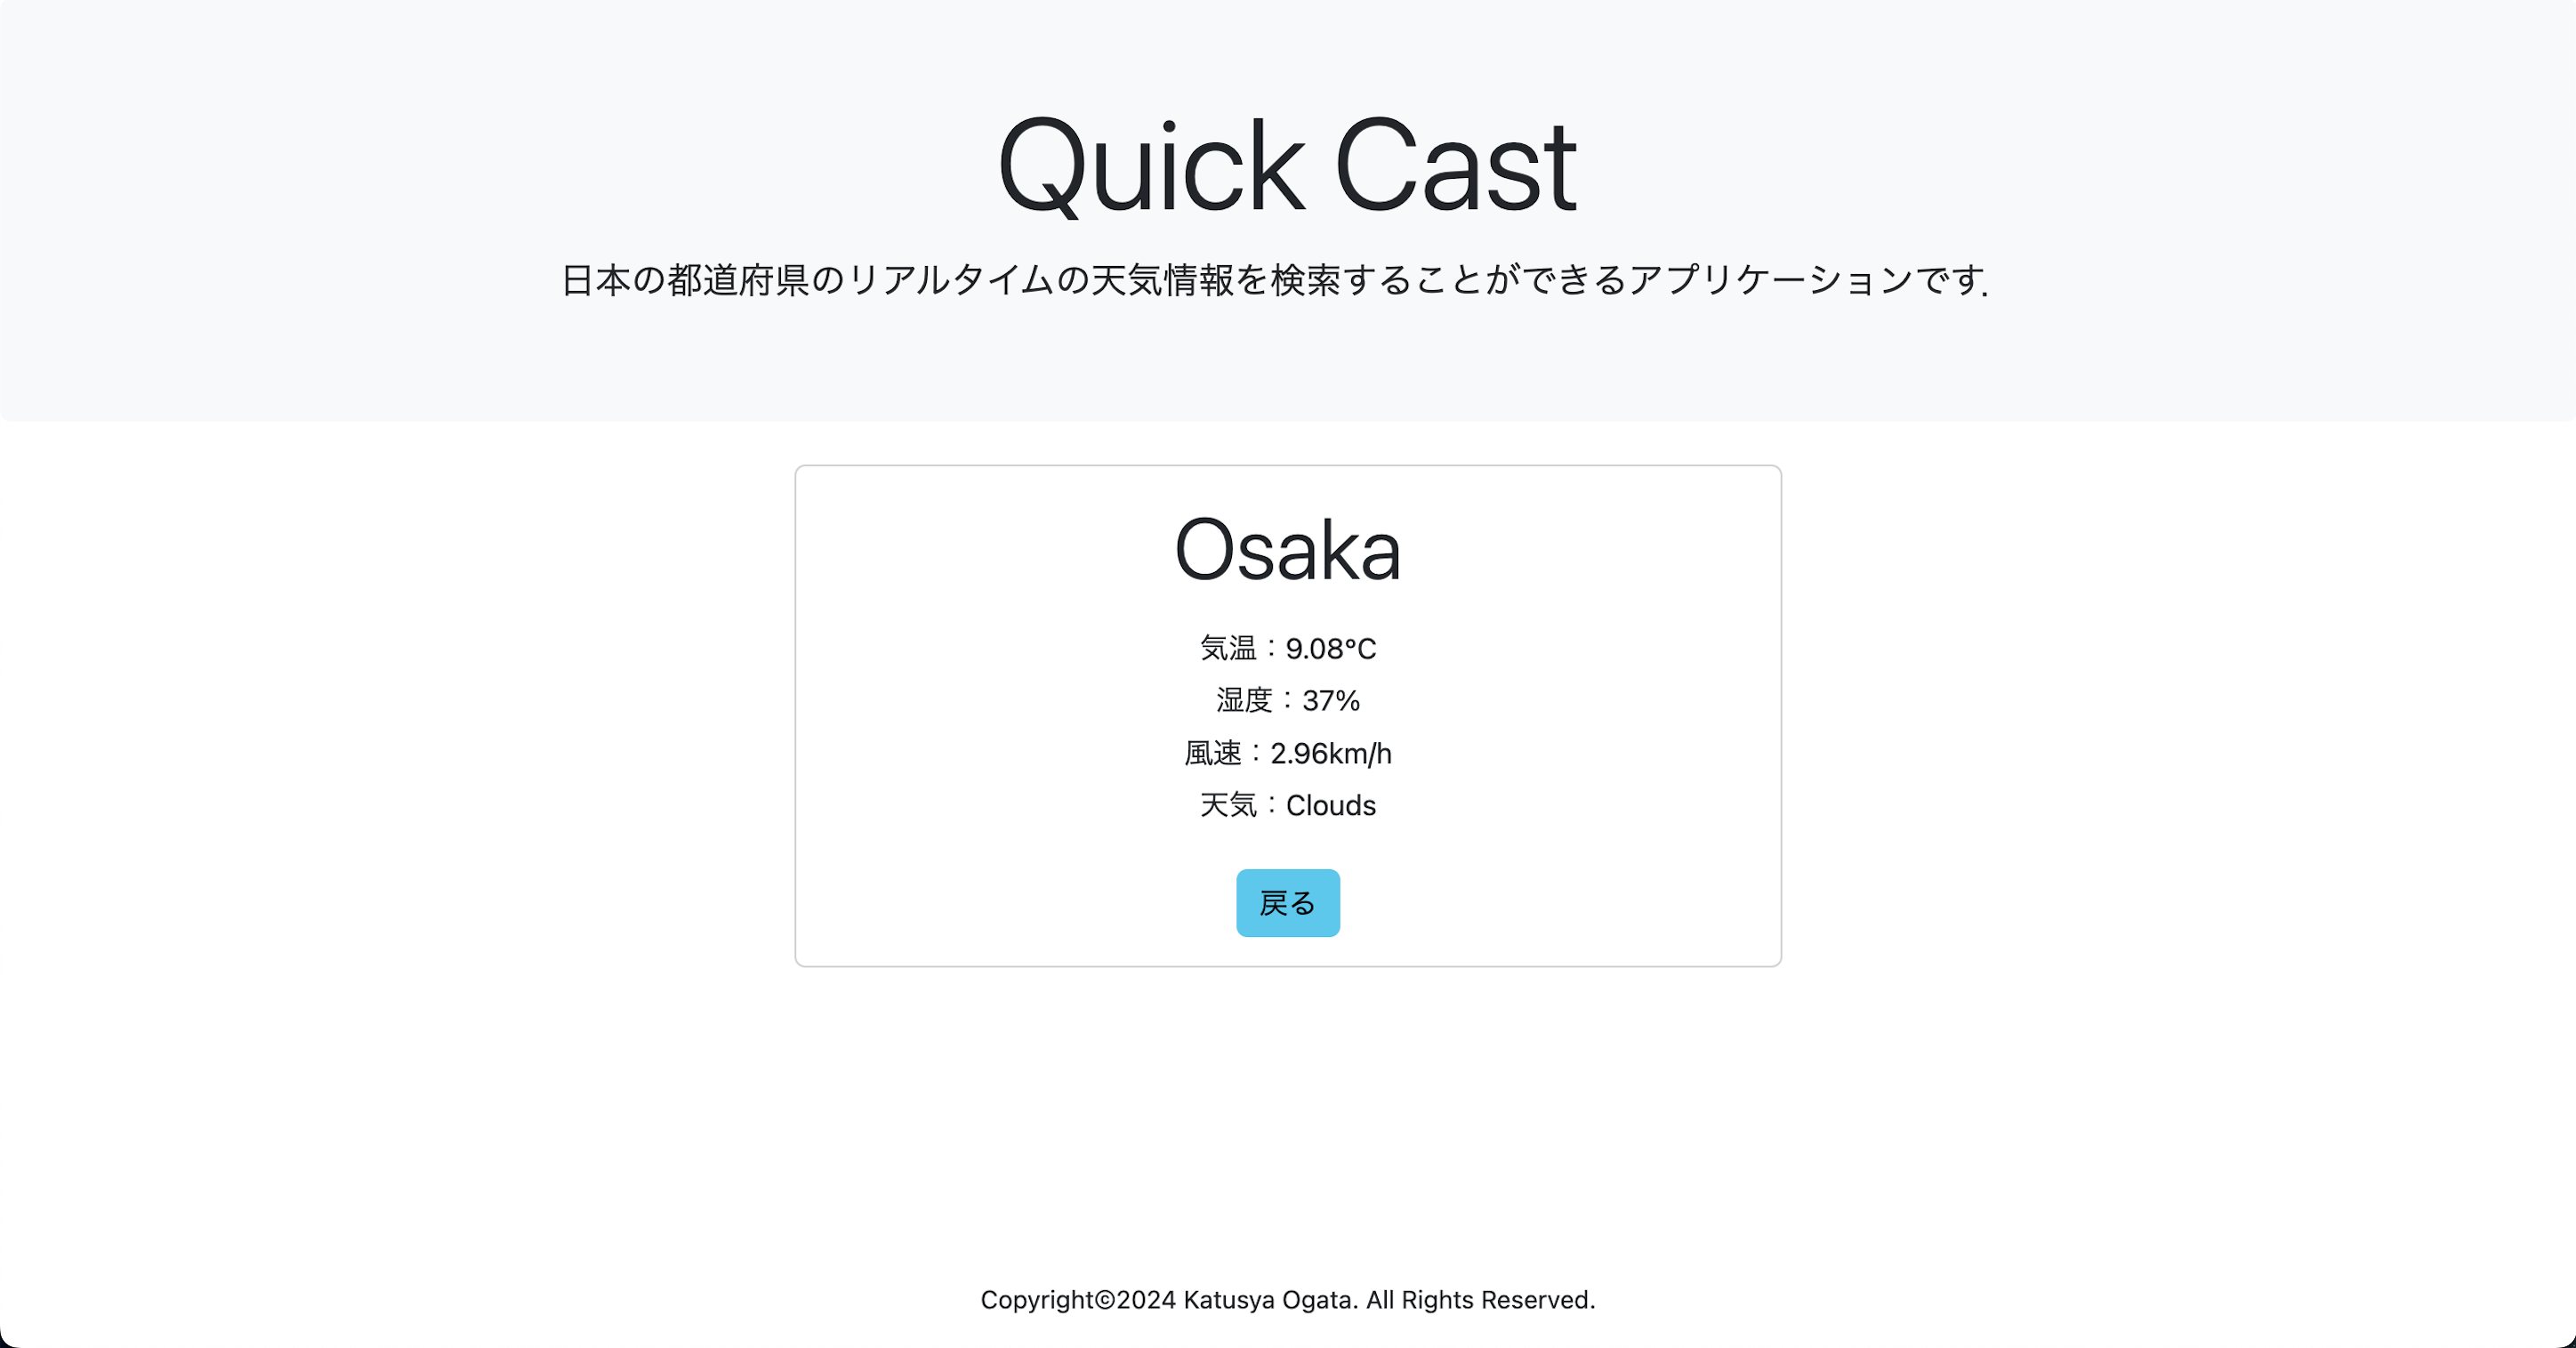 Quick Cast
日本の都道府県のリアルタイムの天気情報を検索することができるアプリケーションです.
Osaka
気温：9.08°C
湿度：37%
風速：2.96km/h
天気：Clouds
戻る
Copyright©2024 Katusya Ogata. All Rights Reserved.